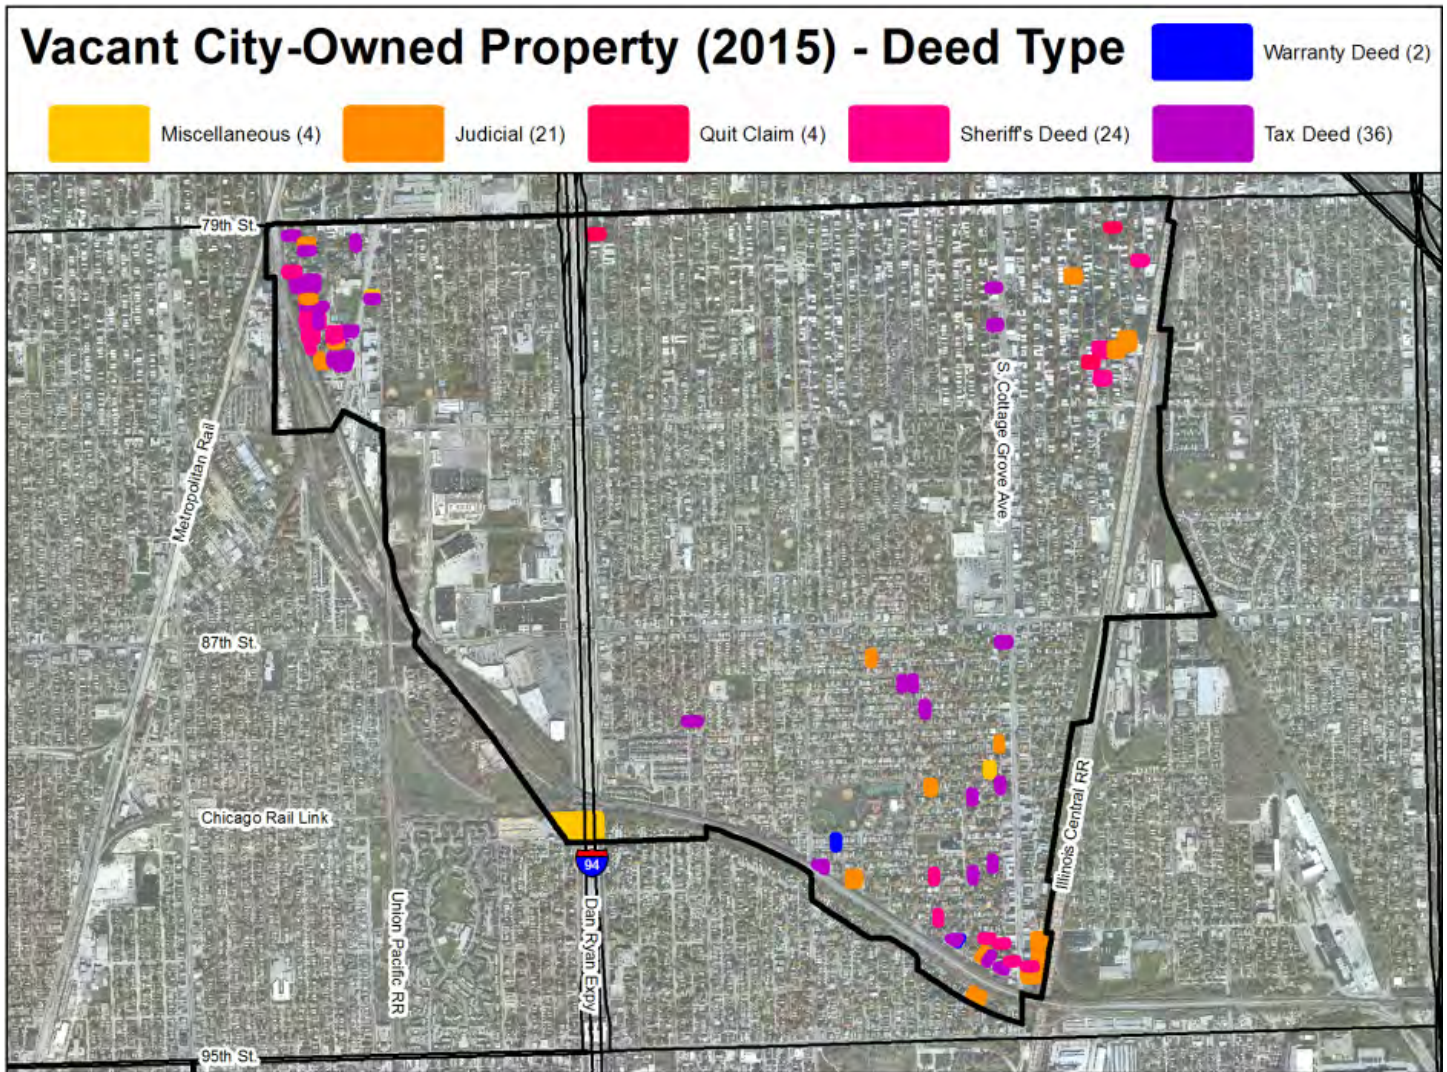 Vacant City-Owned Property (2015) - Deed Type
Warranty Deed (2)
Miscellaneous (4)
Judicial (21)
Quit Claim (4)
Sheriff's Deed (24)
Tax Deed (36)
79th St.
S. Cottage Grove Ave.
Metropolitan Rail
87th St.
Chicago Rail Link
Illinois Central RR
94
Union Pacific RR
Dan Ryan Expy
95th St.